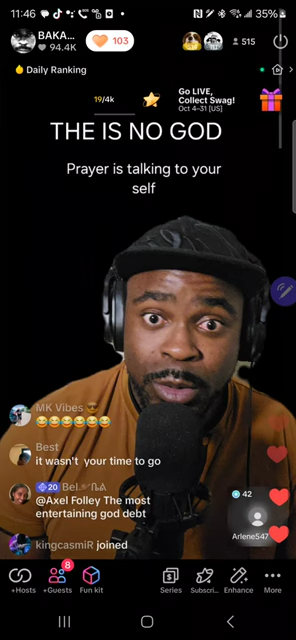 11:46
35%
BAKA...
94.4K
103
515
Daily Ranking
19/4k
Go LIVE,
Collect Swag!
Oct 4–31 [US]
THE IS NO GOD
Prayer is talking to your
self
MK Vibes 😎
😂😂😂😂😂😂
Best
it wasn't your time to go
20
@Axel Folley The most
entertaining god debt
42
Arlene547
kingcasmiR joined
8
+Hosts
+Guests
Fun kit
Series
Subscri...
Enhance
More